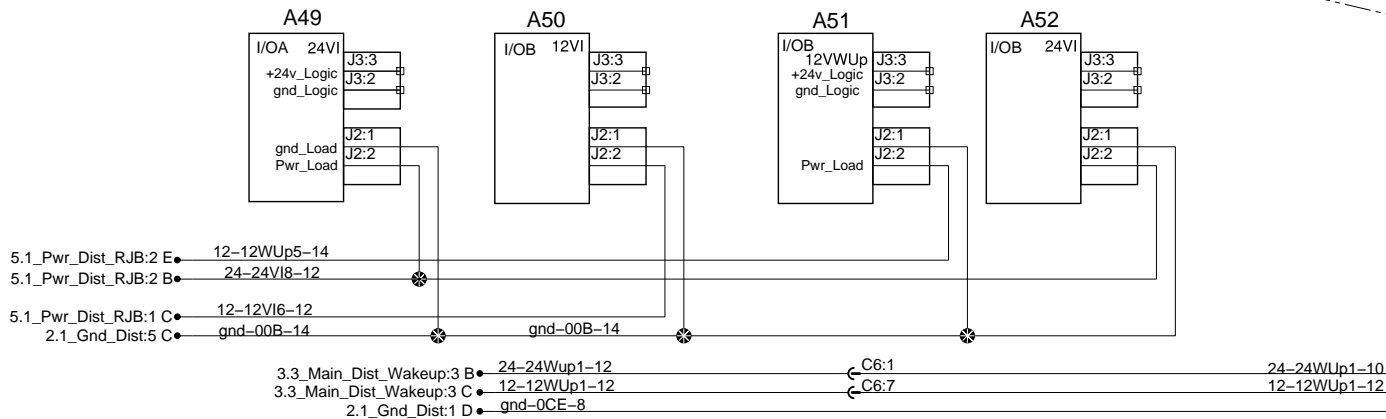 A49 A50 A51 A52
I/OA 24VI
J3:3
+24v_Logic
J3:2
gnd_Logic
J2:1
gnd_Load
J2:2
Pwr_Load
I/OB 12VI
J3:3
J3:2
J2:1
J2:2
I/OB
12VWUp J3:3
+24v_Logic
J3:2
gnd_Logic
J2:1
J2:2
Pwr_Load
I/OB 24VI
J3:3
J3:2
J2:1
J2:2
5.1_Pwr_Dist_RJB:2 E 12–12WUp5–14
5.1_Pwr_Dist_RJB:2 B 24–24VI8–12
5.1_Pwr_Dist_RJB:1 C 12–12VI6–12
2.1_Gnd_Dist:5 C gnd–00B–14 gnd–00B–14
3.3_Main_Dist_Wakeup:3 B 24–24Wup1–12 C6:1 24–24WUp1–10
3.3_Main_Dist_Wakeup:3 C 12–12WUp1–12 C6:7 12–12WUp1–12
2.1_Gnd_Dist:1 D gnd–0CE–8